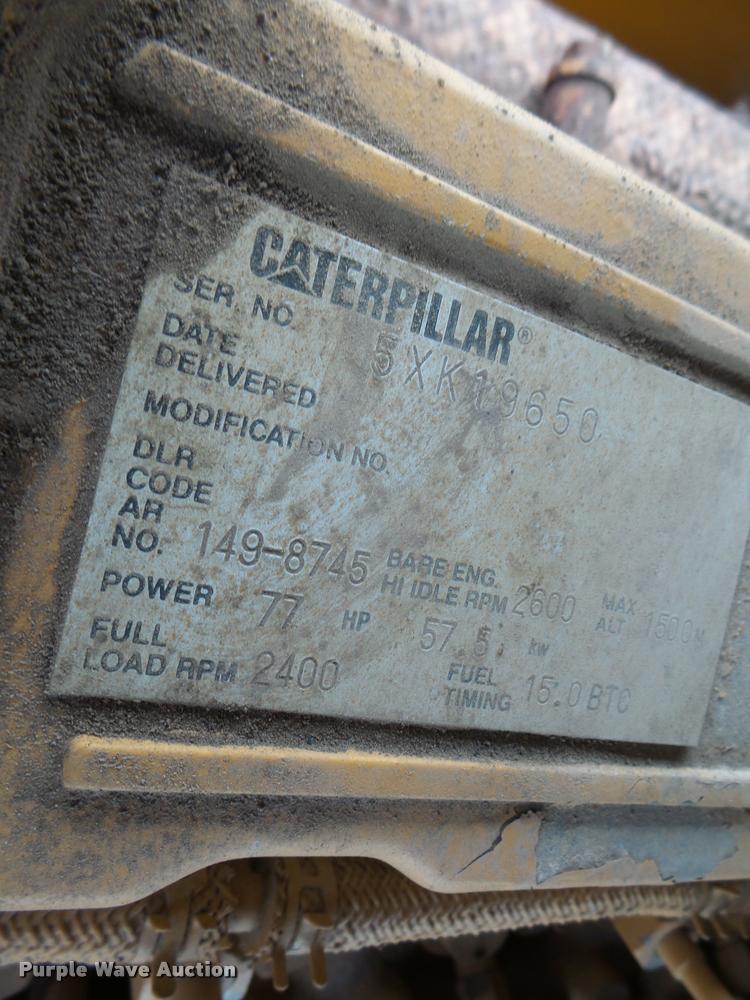 CATERPILLAR®
SER. NO. 5XK19650
DATE
DELIVERED
MODIFICATION NO.
DLR
CODE
AR
NO. 149-8745 BARE ENG. HI IDLE RPM 2600 MAX ALT 1500M
POWER 77 HP 57.5 kw
FULL
LOAD RPM 2400 FUEL TIMING 15.0 BTC
Purple Wave Auction